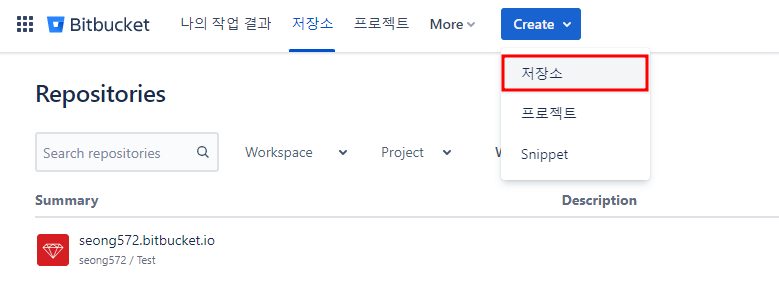 Bitbucket 나의 작업 결과 저장소 프로젝트 More Create
저장소
Repositories
프로젝트
Search repositories Workspace Project W
Snippet
Summary Description
seong572.bitbucket.io
seong572 / Test